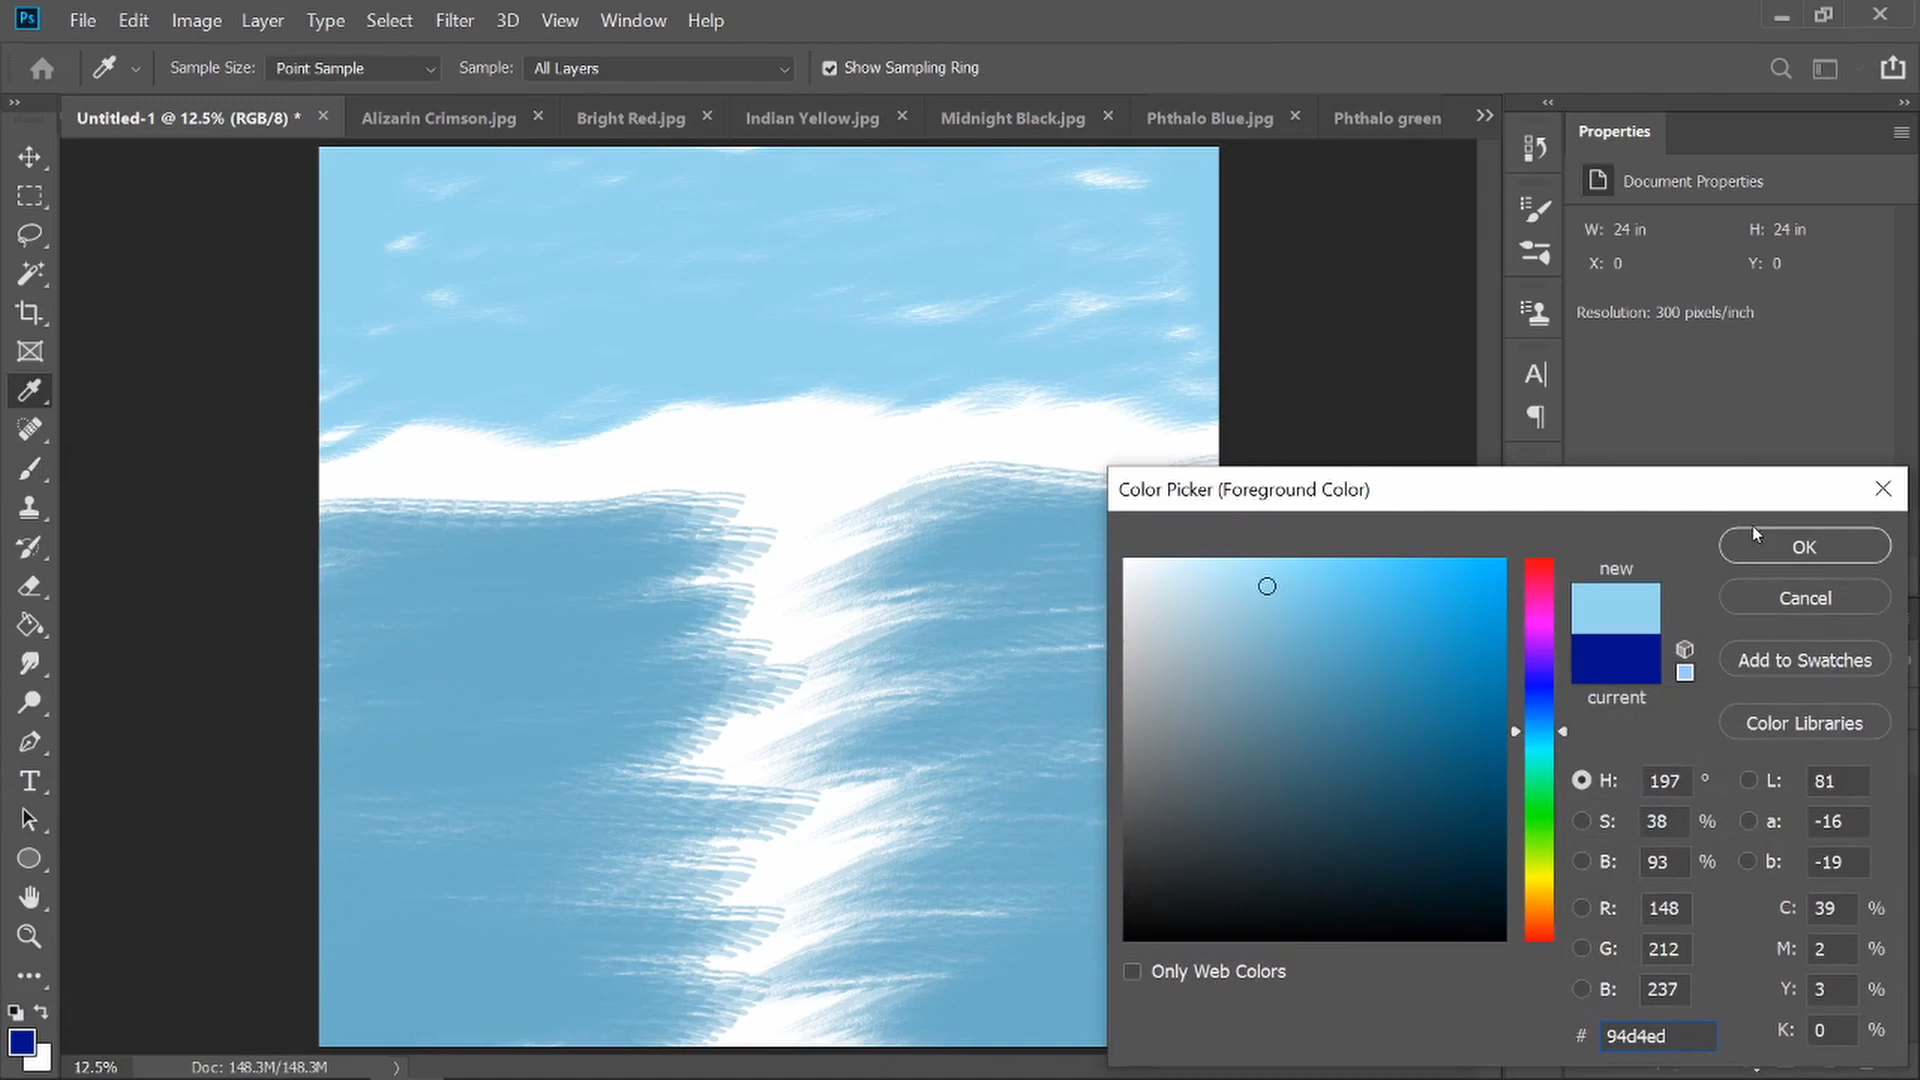 Ps File Edit Image Layer Type Select Filter 3D View Window Help
Sample Size: Point Sample Sample: All Layers Show Sampling Ring
Untitled-1 @ 12.5% (RGB/8) * Alizarin Crimson.jpg Bright Red.jpg Indian Yellow.jpg Midnight Black.jpg Phthalo Blue.jpg Phthalo green
Properties
Document Properties
W: 24 in H: 24 in
X: 0 Y: 0
Resolution: 300 pixels/inch
Color Picker (Foreground Color)
OK
new
Cancel
Add to Swatches
current
Color Libraries
H: 197 ° L: 81
S: 38 % a: -16
B: 93 % b: -19
R: 148 C: 39 %
G: 212 M: 2 %
Only Web Colors
B: 237 Y: 3 %
# 94d4ed K: 0 %
12.5% Doc: 148.3M/148.3M